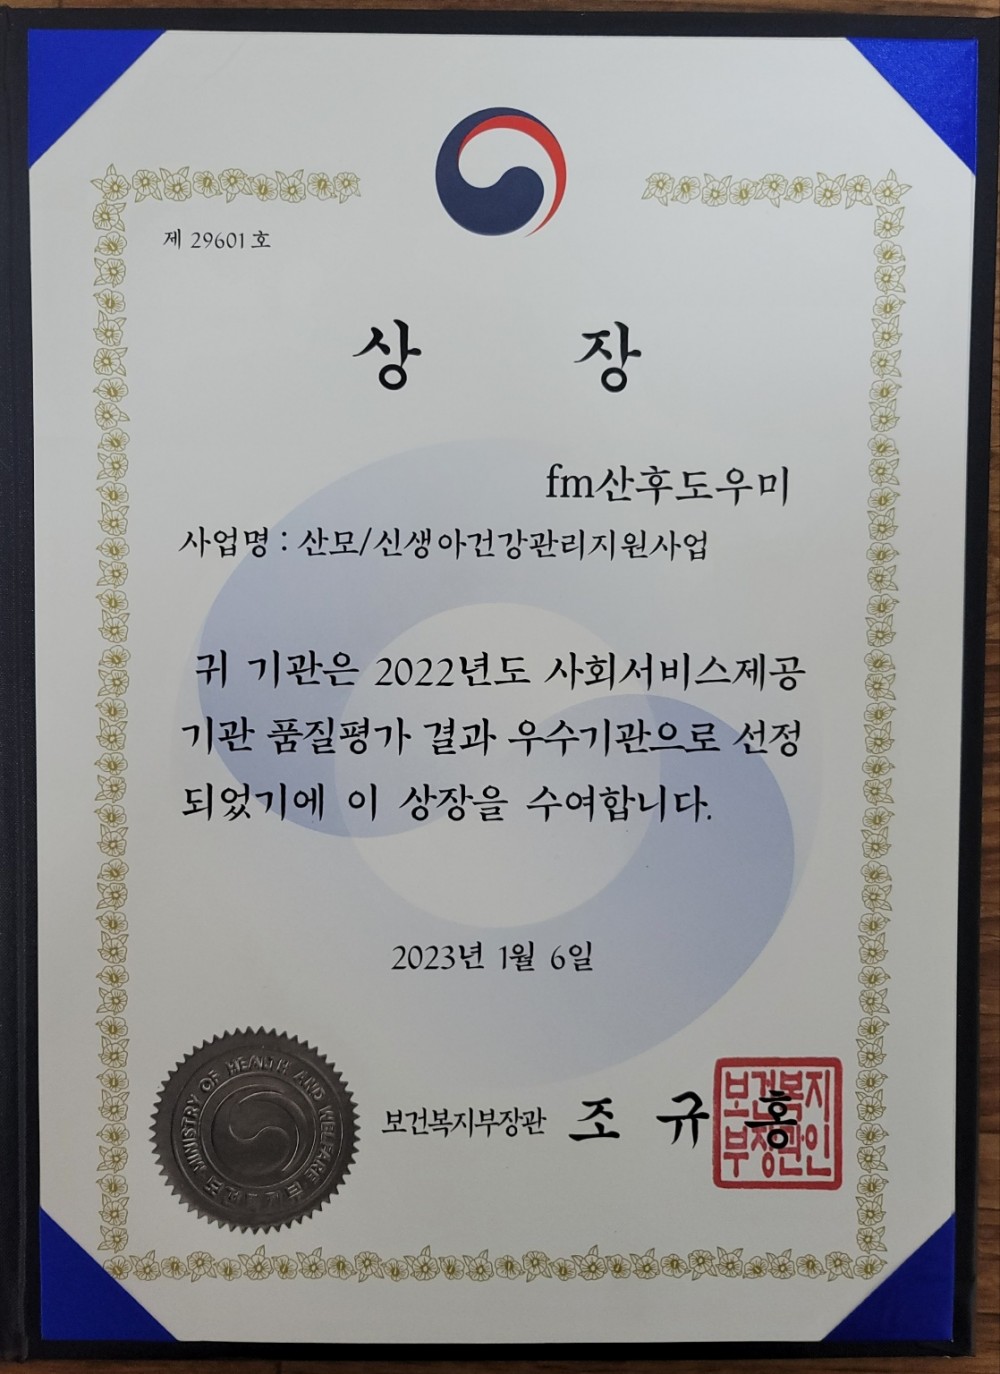 제 29601 호
상 장
fm산후도우미
사업명 : 산모/신생아건강관리지원사업
귀 기관은 2022년도 사회서비스제공
기관 품질평가 결과 우수기관으로 선정
되었기에 이 상장을 수여합니다.
2023년 1월 6일
MINISTRY OF HEALTH AND WELFARE
보건복지부장관 조 규 홍
보건복지
부장관인